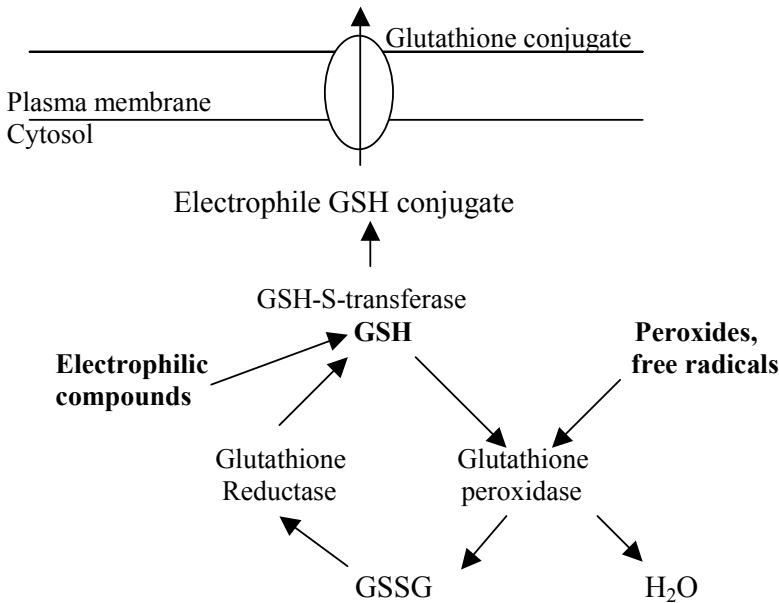 Glutathione conjugate
Plasma membrane
Cytosol
Electrophile GSH conjugate
GSH-S-transferase
GSH
Electrophilic
compounds
Peroxides,
free radicals
Glutathione
Reductase
Glutathione
peroxidase
GSSG
H₂O